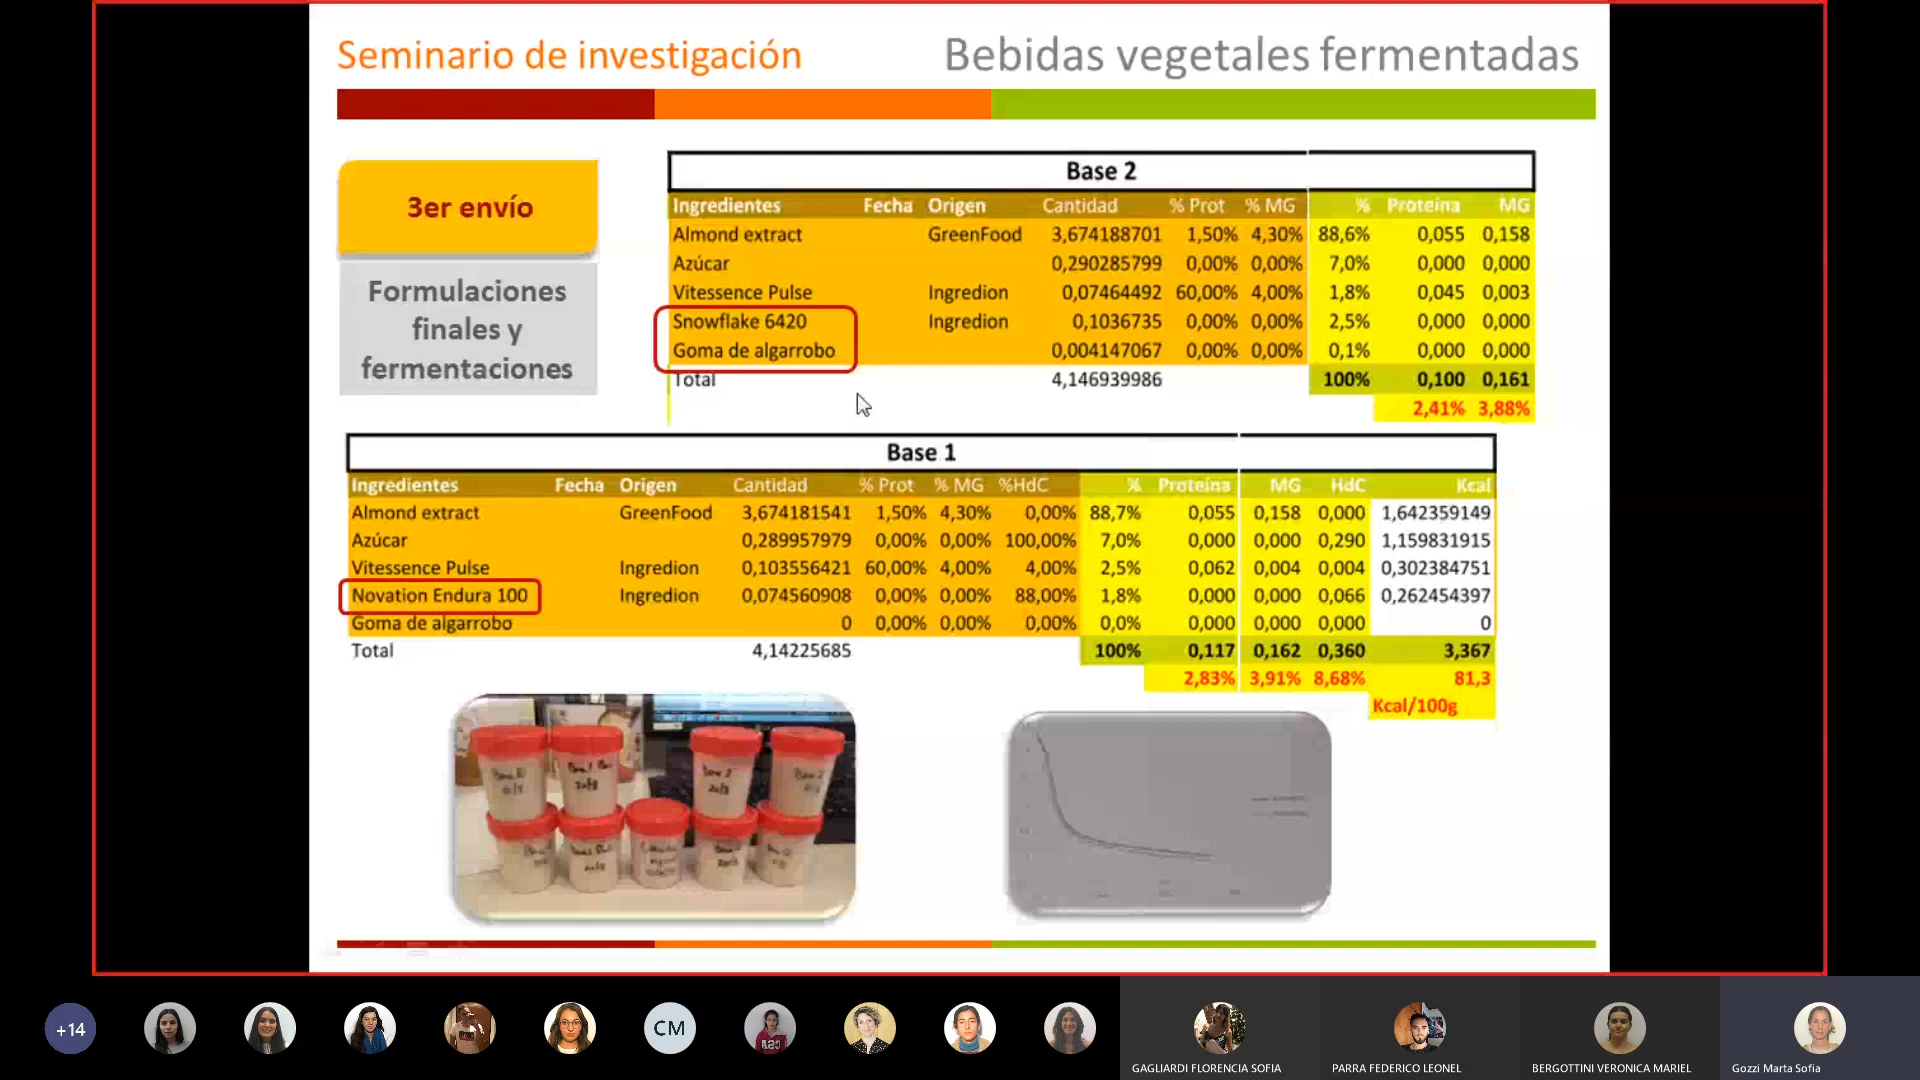 Seminario de investigación
Bebidas vegetales fermentadas
3er envío
Formulaciones
finales y
fermentaciones
Base 2
Ingredientes Fecha Origen Cantidad % Prot % MG % Proteina MG
Almond extract GreenFood 3,674188701 1,50% 4,30% 88,6% 0,055 0,158
Azúcar 0,290285799 0,00% 0,00% 7,0% 0,000 0,000
Vitessence Pulse Ingredion 0,07464492 60,00% 4,00% 1,8% 0,045 0,003
Snowflake 6420 Ingredion 0,1036735 0,00% 0,00% 2,5% 0,000 0,000
Goma de algarrobo 0,004147067 0,00% 0,00% 0,1% 0,000 0,000
Total 4,146939986 100% 0,100 0,161
2,41% 3,88%
Base 1
Ingredientes Fecha Origen Cantidad % Prot % MG %HdC % Proteina MG HdC Kcal
Almond extract GreenFood 3,674181541 1,50% 4,30% 0,00% 88,7% 0,055 0,158 0,000 1,642359149
Azúcar 0,289957979 0,00% 0,00% 100,00% 7,0% 0,000 0,000 0,290 1,159831915
Vitessence Pulse Ingredion 0,103556421 60,00% 4,00% 4,00% 2,5% 0,062 0,004 0,004 0,302384751
Novation Endura 100 Ingredion 0,074560908 0,00% 0,00% 88,00% 1,8% 0,000 0,000 0,066 0,262454397
Goma de algarrobo 0 0,00% 0,00% 0,00% 0,0% 0,000 0,000 0,000 0
Total 4,14225685 100% 0,117 0,162 0,360 3,367
2,83% 3,91% 8,68% 81,3
Kcal/100g
+14
CM
GAGLIARDI FLORENCIA SOFIA
PARRA FEDERICO LEONEL
BERGOTTINI VERONICA MARIEL
Gozzi Marta Sofia